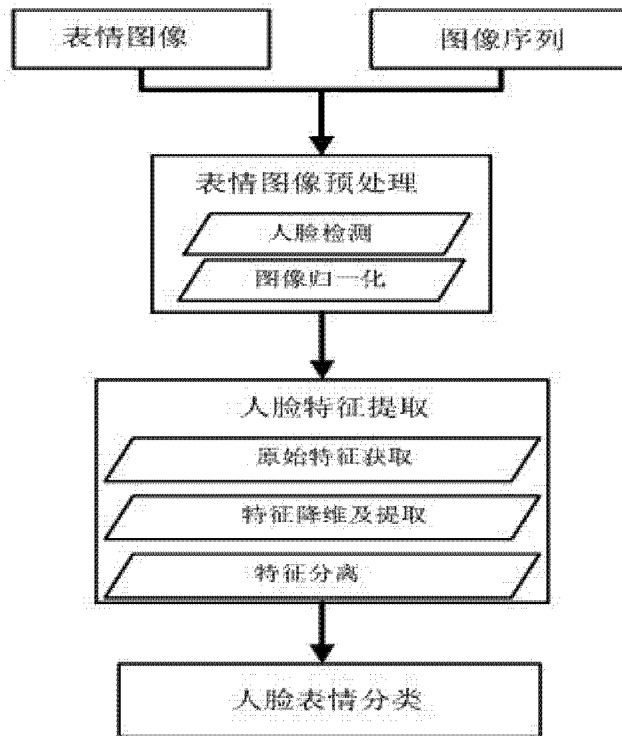 表情图像
图像序列
表情图像预处理
人脸检测
图像归一化
人脸特征提取
原始特征获取
特征降维及提取
特征分离
人脸表情分类